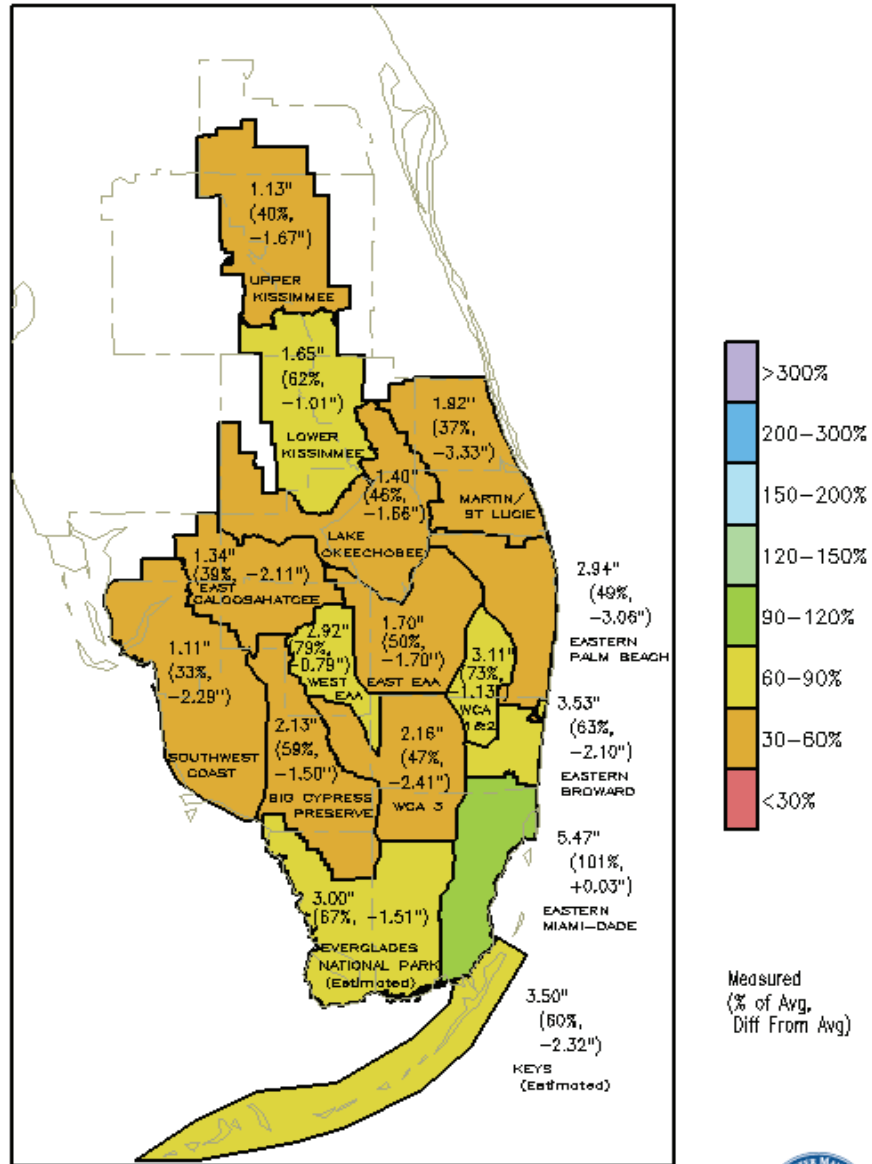 1.13"
(40%,
-1.67")
UPPER
KISSIMMEE
1.65"
(62%,
-1.01")
LOWER
KISSIMMEE
1.92"
(37%,
-3.33")
MARTIN/
ST LUCIE
1.40"
(46%,
-1.66")
LAKE
OKEECHOBEE
1.34"
(39%, -2.11")
EAST
CALOOSAHATCEE
1.11"
(33%,
-2.29")
SOUTHWEST
COAST
2.92"
(79%,
-0.79")
WEST
EAA
1.70"
(50%,
-1.70")
EAST EAA
3.11"
(73%,
-1.13"
WCA
1&2
2.94"
(49%,
-3.06")
EASTERN
PALM BEACH
2.13"
(59%,
-1.50")
BIG CYPRESS
PRESERVE
2.16"
(47%,
-2.41")
WCA 3
3.53"
(63%,
-2.10")
EASTERN
BROWARD
5.47"
(101%,
+0.03")
EASTERN
MIAMI-DADE
3.00"
(67%, -1.51")
EVERGLADES
NATIONAL PARK
(Estimated)
3.50"
(60%,
-2.32")
KEYS
(Estimated)
>300%
200-300%
150-200%
120-150%
90-120%
60-90%
30-60%
<30%
Measured
(% of Avg,
Diff From Avg)